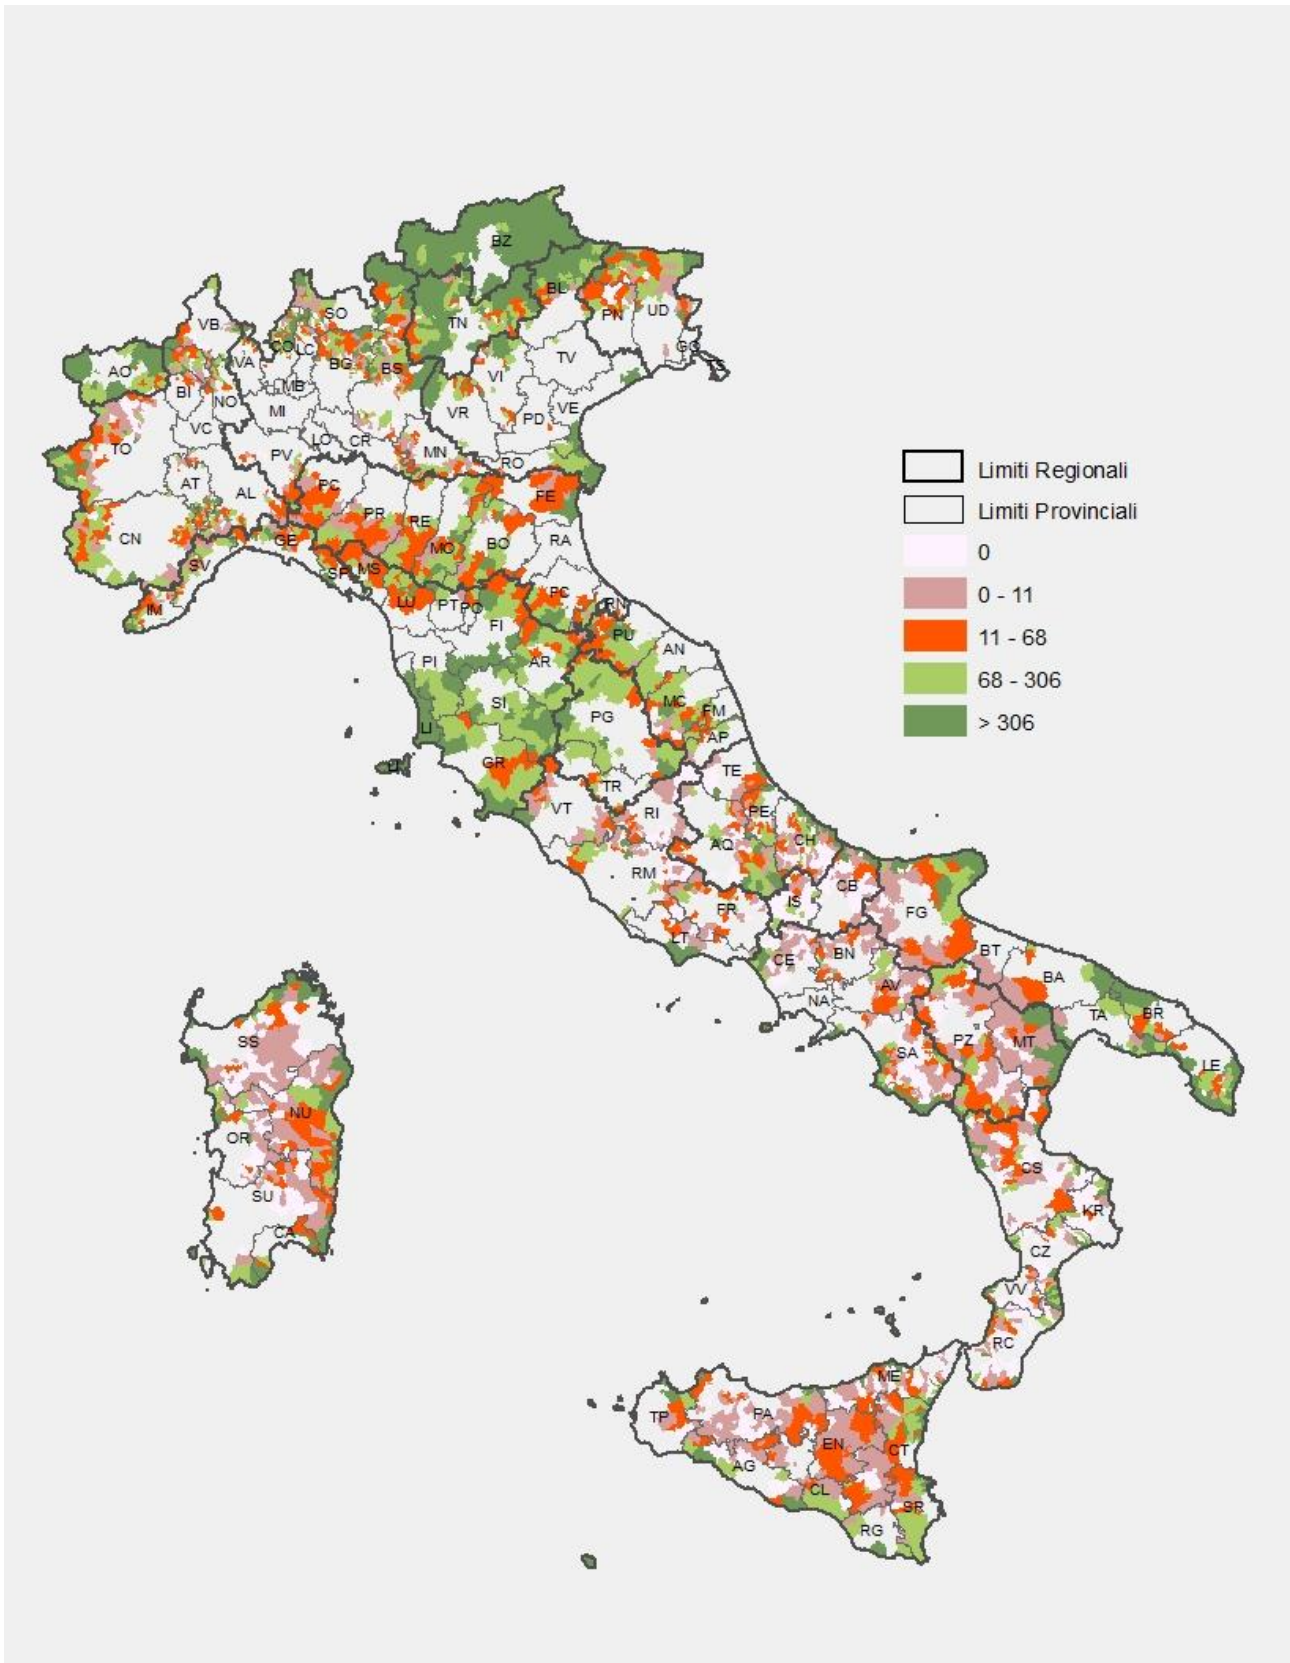 BZ
BL
SO
TN
PN
UD
VB
CO
LC
GO
AO
VA
BG
BS
VI
TV
TS
BI
MB
NO
MI
VR
PD
VE
TO
VC
LO
CR
MN
RO
PV
AT
AL
PC
FE
PR
RE
CN
GE
MO
BO
RA
SV
SP
MS
IM
LU
PT
PO
FC
RN
FI
PU
PI
AR
AN
SI
MC
FM
LI
PG
AP
LI
GR
TE
TR
VT
RI
PE
AQ
CH
RM
CB
FR
IS
FG
LT
BN
BT
CE
BA
AV
NA
TA
BR
SS
SA
PZ
MT
LE
NU
OR
CS
SU
KR
CA
CZ
VV
RC
ME
TP
PA
EN
CT
AG
CL
SR
RG
Limiti Regionali
Limiti Provinciali
0
0 - 11
11 - 68
68 - 306
> 306